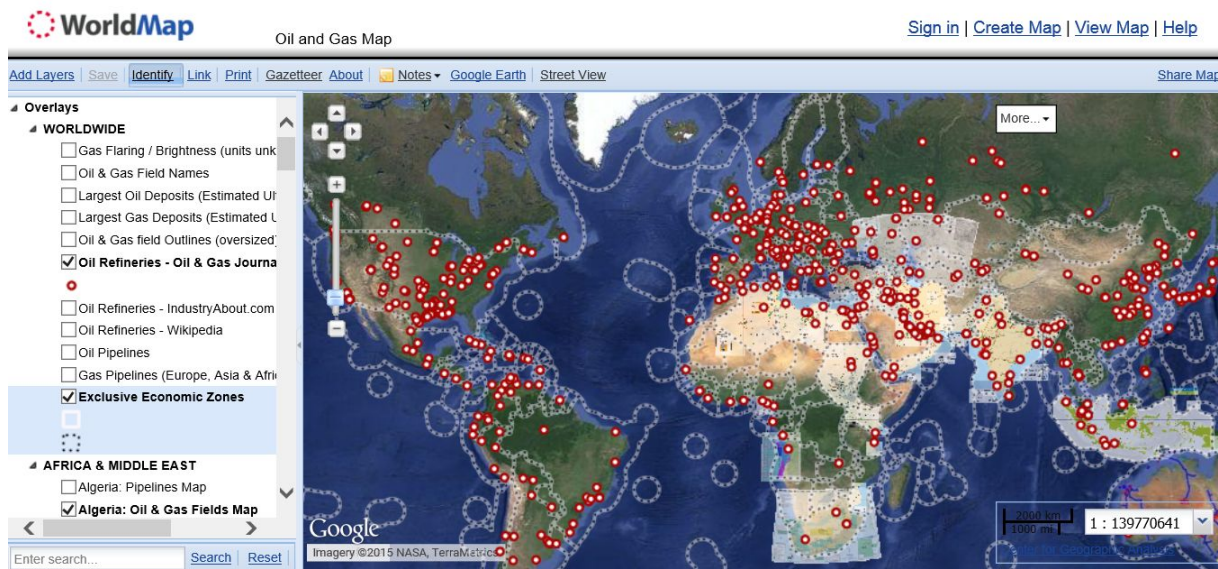 WorldMap
Oil and Gas Map
Sign in | Create Map | View Map | Help
Add Layers | Save | Identify | Link | Print | Gazetteer About | Notes | Google Earth | Street View
Share Map
Overlays
WORLDWIDE
Gas Flaring / Brightness (units unk
Oil & Gas Field Names
Largest Oil Deposits (Estimated Ul
Largest Gas Deposits (Estimated U
Oil & Gas field Outlines (oversized)
Oil Refineries - Oil & Gas Journa
Oil Refineries - IndustryAbout.com
Oil Refineries - Wikipedia
Oil Pipelines
Gas Pipelines (Europe, Asia & Afri
Exclusive Economic Zones
AFRICA & MIDDLE EAST
Algeria: Pipelines Map
Algeria: Oil & Gas Fields Map
Enter search...
Search | Reset
More...
Google
Imagery ©2015 NASA, TerraMetrics
2000 km
1000 mi
1 : 139770641
for Geographic Analysis